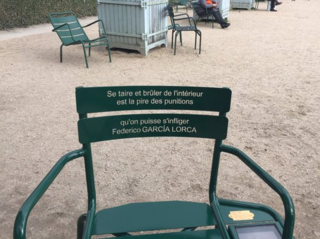 Se taire et brûler de l'intérieur
est la pire des punitions
qu'on puisse s'infliger
Federico GARCÍA LORCA